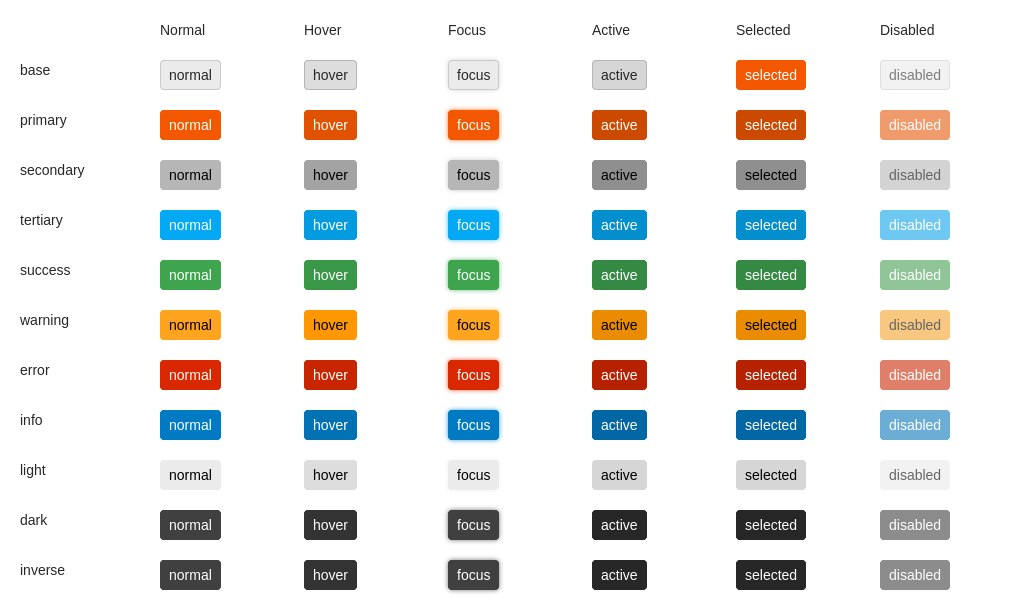 Normal Hover Focus Active Selected Disabled
base normal hover focus active selected disabled
primary normal hover focus active selected disabled
secondary normal hover focus active selected disabled
tertiary normal hover focus active selected disabled
success normal hover focus active selected disabled
warning normal hover focus active selected disabled
error normal hover focus active selected disabled
info normal hover focus active selected disabled
light normal hover focus active selected disabled
dark normal hover focus active selected disabled
inverse normal hover focus active selected disabled